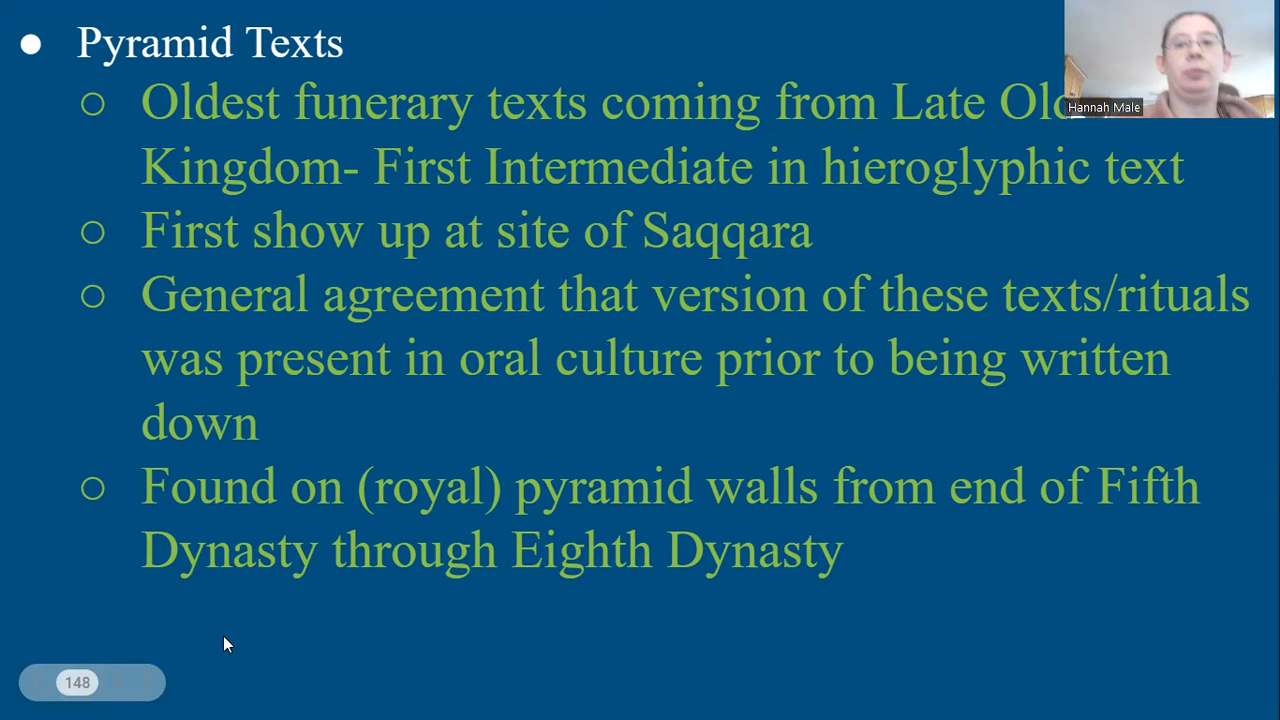 Pyramid Texts
Oldest funerary texts coming from Late Old
Kingdom- First Intermediate in hieroglyphic text
First show up at site of Saqqara
General agreement that version of these texts/rituals
was present in oral culture prior to being written
down
Found on (royal) pyramid walls from end of Fifth
Dynasty through Eighth Dynasty
Hannah Male
148